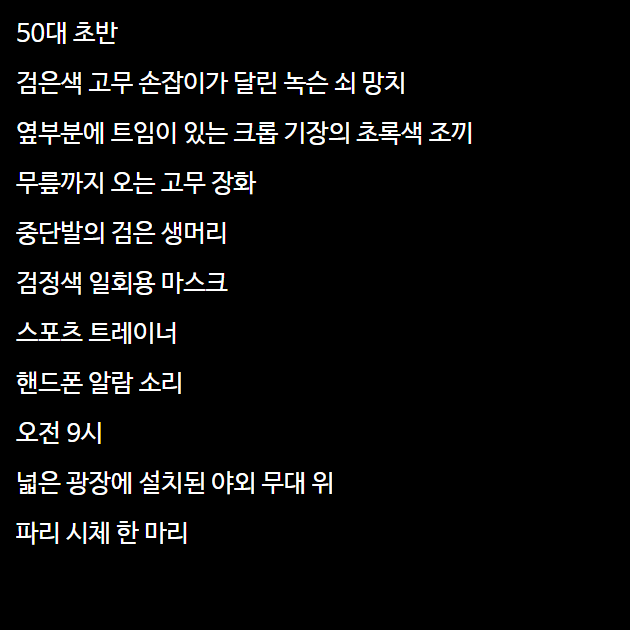 50대 초반
검은색 고무 손잡이가 달린 녹슨 쇠 망치
옆부분에 트임이 있는 크롭 기장의 초록색 조끼
무릎까지 오는 고무 장화
중단발의 검은 생머리
검정색 일회용 마스크
스포츠 트레이너
핸드폰 알람 소리
오전 9시
넓은 광장에 설치된 야외 무대 위
파리 시체 한 마리